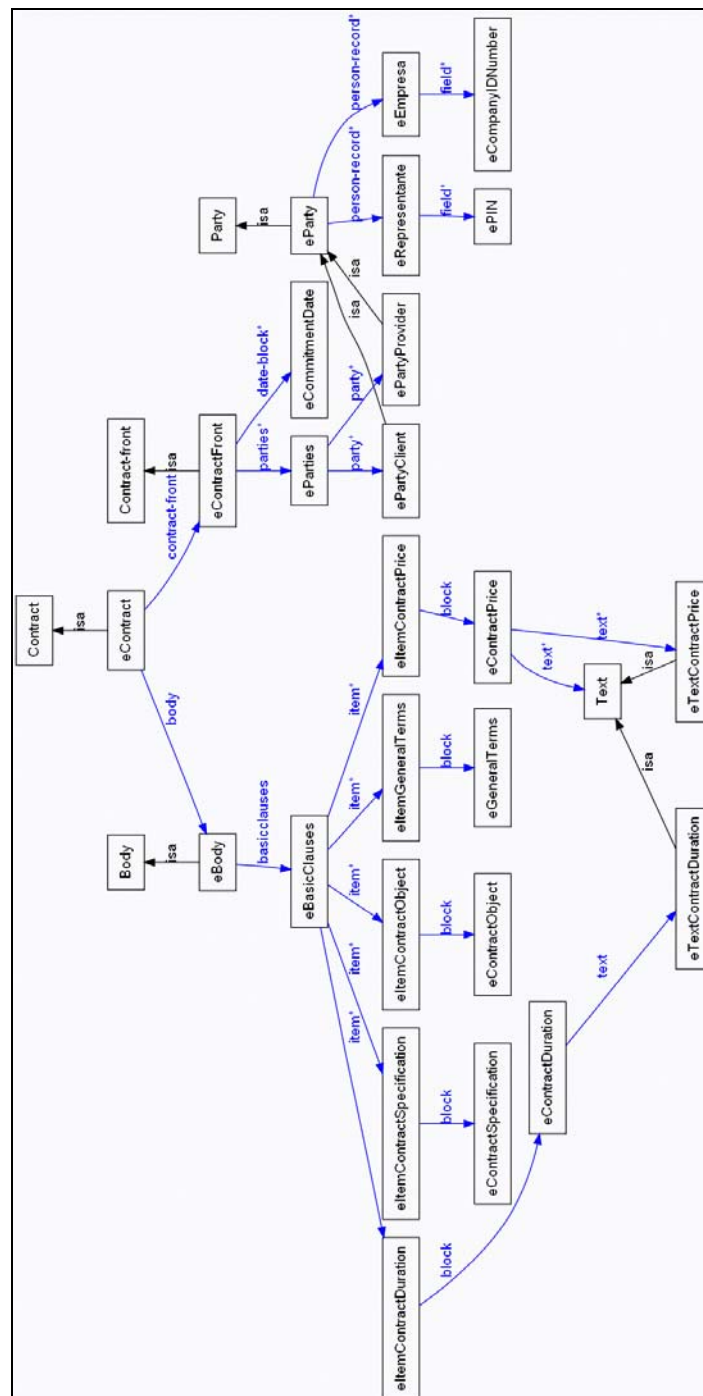 Contract
isa
Body
eContract
Contract-front
isa
body
contract-front
isa
eBody
eContractFront
Party
basicclauses
parties'
date-block'
isa
eBasicClauses
eParties
eCommitmentDate
eParty
item'
item'
item'
item'
item'
party'
party'
isa
isa
person-record'
person-record'
eItemContractDuration
eItemContractSpecification
eItemContractObject
eItemGeneralTerms
eItemContractPrice
ePartyClient
ePartyProvider
eRepresentante
eEmpresa
block
block
block
block
block
field'
field'
eContractSpecification
eContractObject
eGeneralTerms
eContractPrice
ePIN
eCompanyIDNumber
eContractDuration
text'
text'
text
Text
isa
isa
eTextContractDuration
eTextContractPrice